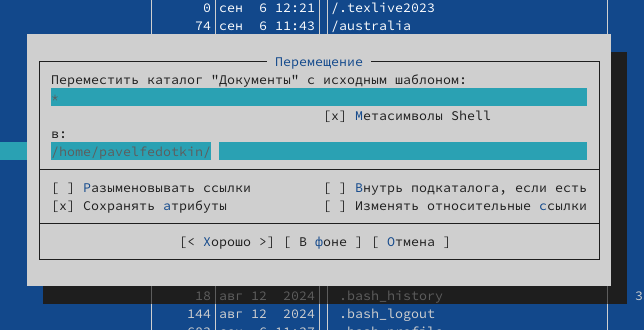 0 сен 6 12:21 /.texlive2023
74 сен 6 11:43 /australia
Перемещение
Переместить каталог "Документы" с исходным шаблоном:
*
[x] Метасимволы Shell
в:
/home/pavelfedotkin/
[ ] Разыменовывать ссылки [ ] Внутрь подкаталога, если есть
[x] Сохранять атрибуты [ ] Изменять относительные ссылки
[< Хорошо >] [ В фоне ] [ Отмена ]
18 авг 12 2024 .bash_history 3
144 авг 12 2024 .bash_logout